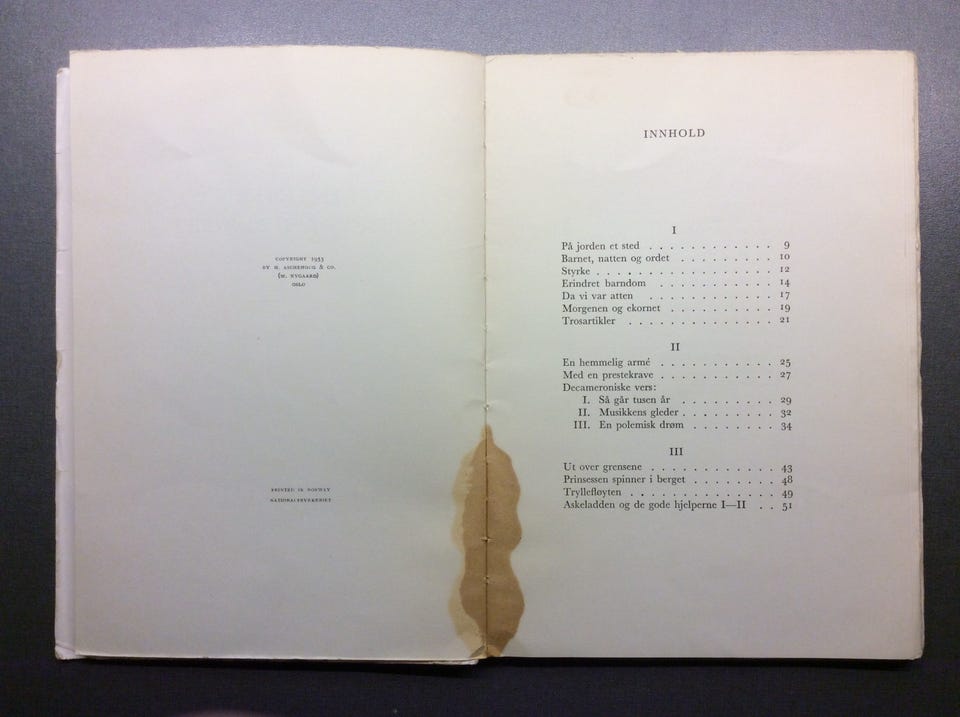 COPYRIGHT 1953
BY H. ASCHEHOUG & CO.
(W. NYGAARD)
OSLO
PRINTED IN NORWAY
NATIONALTRYKKERIET
INNHOLD
I
På jorden et sted . . . . . . . . . . . . 9
Barnet, natten og ordet . . . . . . . . . 10
Styrke . . . . . . . . . . . . . . . . . 12
Erindret barndom . . . . . . . . . . . 14
Da vi var atten . . . . . . . . . . . . 17
Morgenen og ekornet . . . . . . . . . . 19
Trosartikler . . . . . . . . . . . . . . 21
II
En hemmelig armé . . . . . . . . . . . 25
Med en prestekrave . . . . . . . . . . . 27
Decameroniske vers:
I. Så går tusen år . . . . . . . . . 29
II. Musikkens gleder . . . . . . . . . 32
III. En polemisk drøm . . . . . . . . 34
III
Ut over grensene . . . . . . . . . . . . 43
Prinsessen spinner i berget . . . . . . . . 48
Tryllefløyten . . . . . . . . . . . . . . 49
Askeladden og de gode hjelperne I—II . . 51